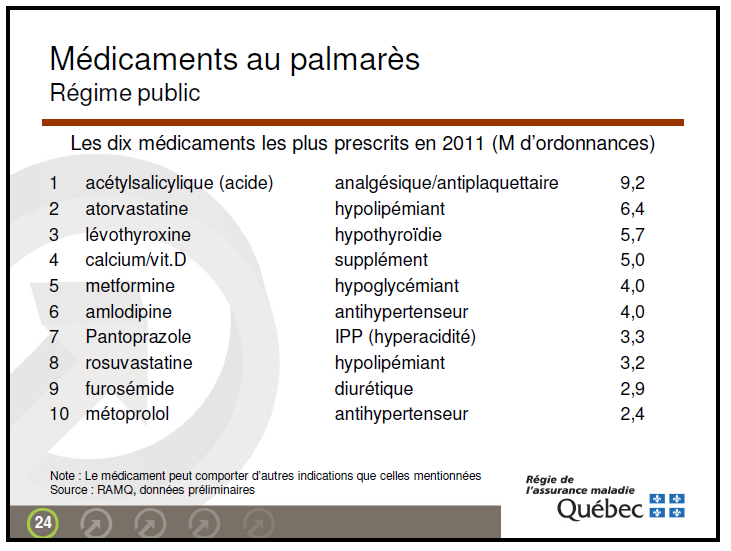 Médicaments au palmarès
Régime public
Les dix médicaments les plus prescrits en 2011 (M d'ordonnances)
1 acétylsalicylique (acide) analgésique/antiplaquettaire 9,2
2 atorvastatine hypolipémiant 6,4
3 lévothyroxine hypothyroïdie 5,7
4 calcium/vit.D supplément 5,0
5 metformine hypoglycémiant 4,0
6 amlodipine antihypertenseur 4,0
7 Pantoprazole IPP (hyperacidité) 3,3
8 rosuvastatine hypolipémiant 3,2
9 furosémide diurétique 2,9
10 métoprolol antihypertenseur 2,4
Note : Le médicament peut comporter d'autres indications que celles mentionnées
Source : RAMQ, données préliminaires
Régie de
l'assurance maladie
Québec
24